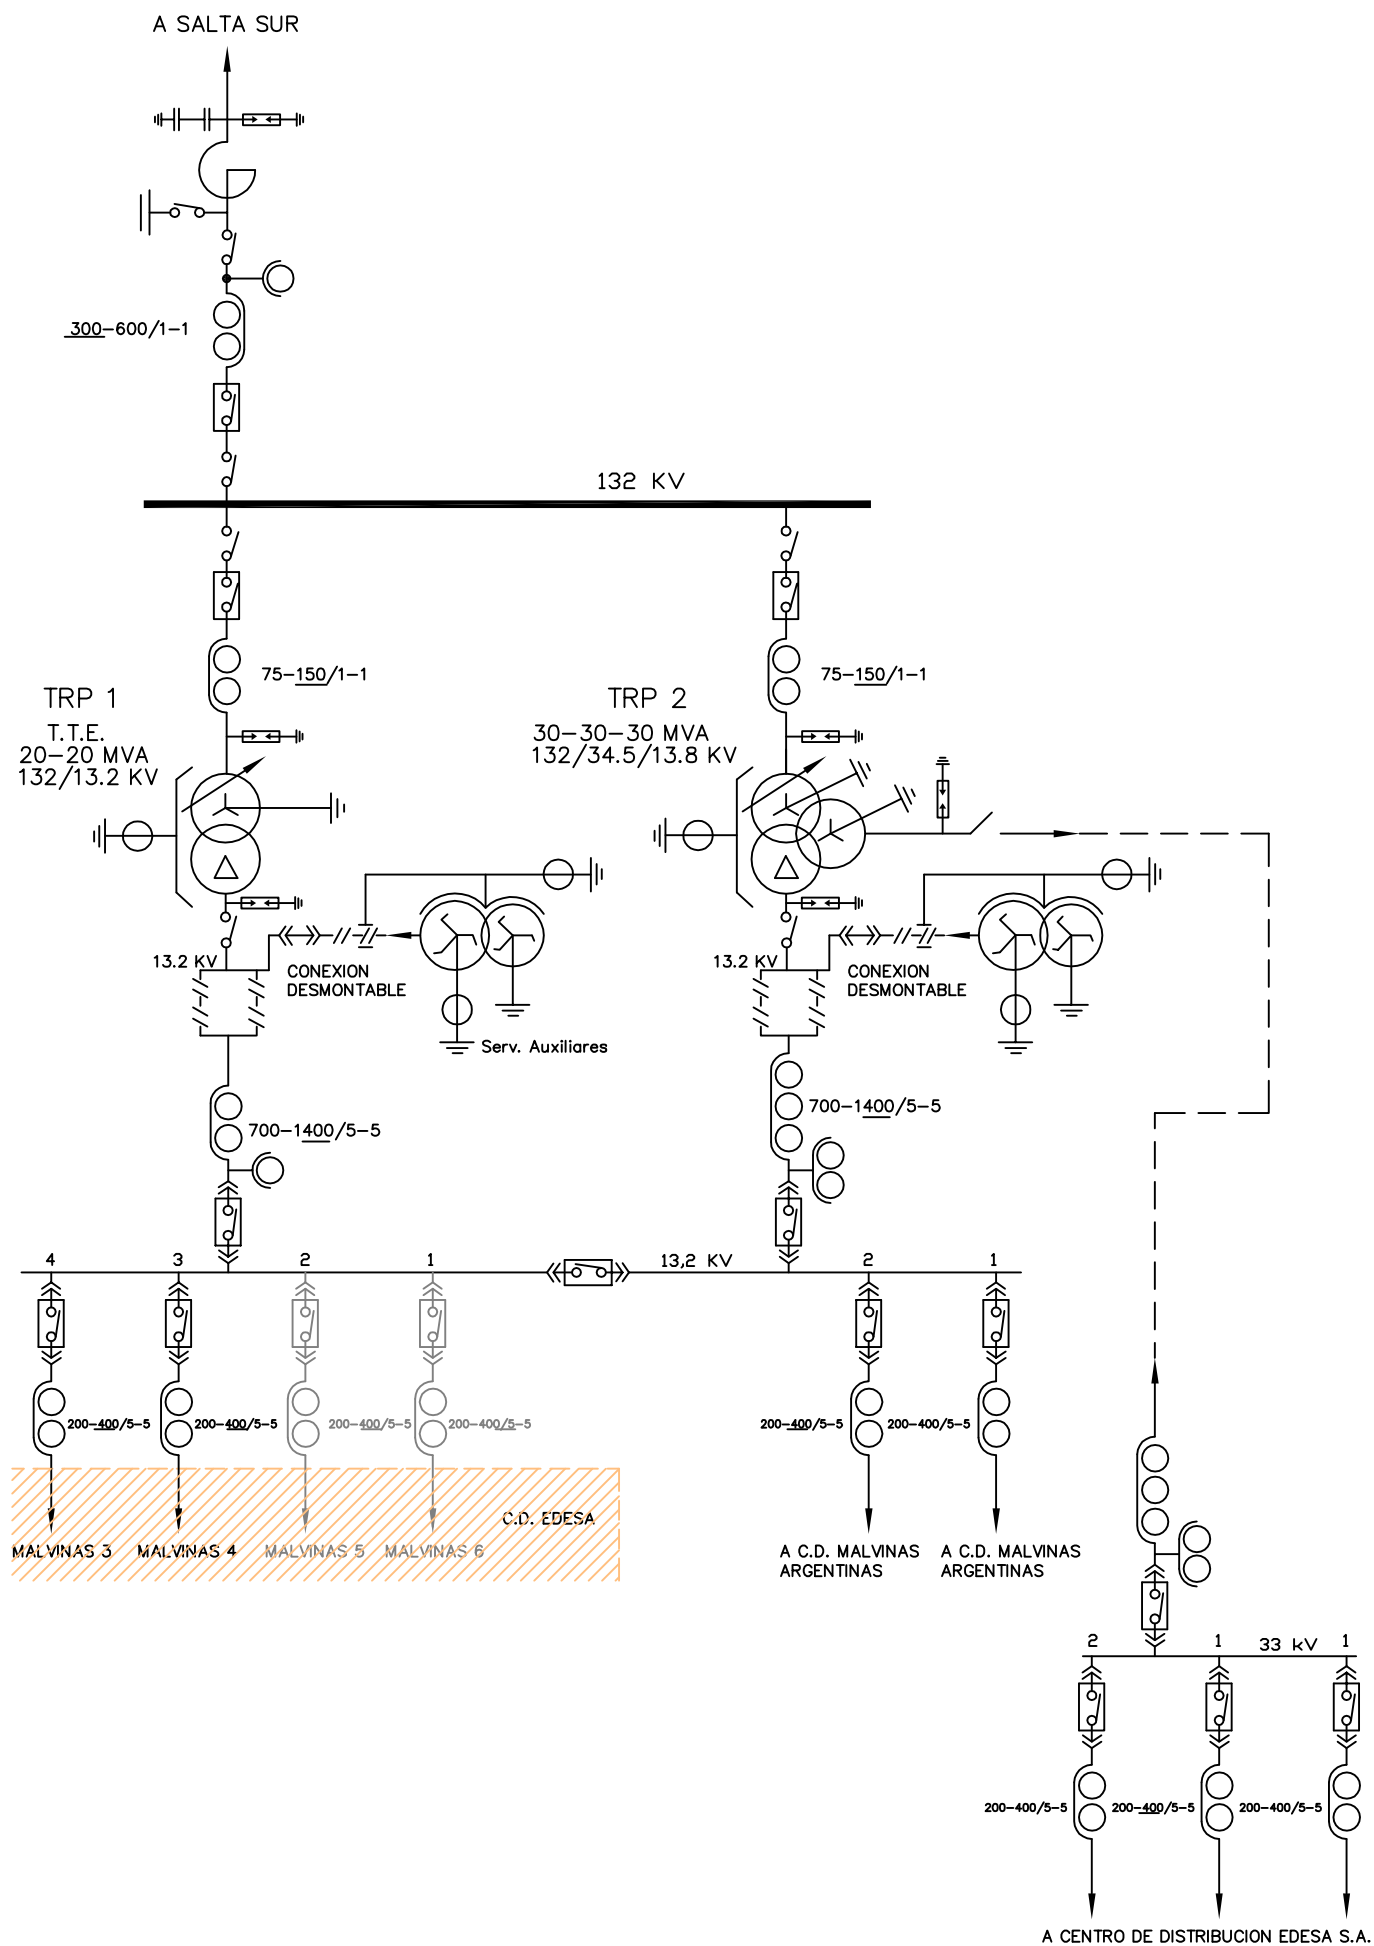 A SALTA SUR
300-600/1-1
132 KV
75-150/1-1
75-150/1-1
TRP 1
T.T.E.
20-20 MVA
132/13.2 KV
TRP 2
30-30-30 MVA
132/34.5/13.8 KV
13.2 KV
CONEXION
DESMONTABLE
Serv. Auxiliares
13.2 KV
CONEXION
DESMONTABLE
700-1400/5-5
700-1400/5-5
4
3
2
1
13,2 KV
2
1
200-400/5-5
200-400/5-5
200-400/5-5
200-400/5-5
200-400/5-5
200-400/5-5
C.D. EDESA
MALVINAS 3
MALVINAS 4
MALVINAS 5
MALVINAS 6
A C.D. MALVINAS
ARGENTINAS
A C.D. MALVINAS
ARGENTINAS
2
1
33 kV
1
200-400/5-5
200-400/5-5
200-400/5-5
A CENTRO DE DISTRIBUCION EDESA S.A.